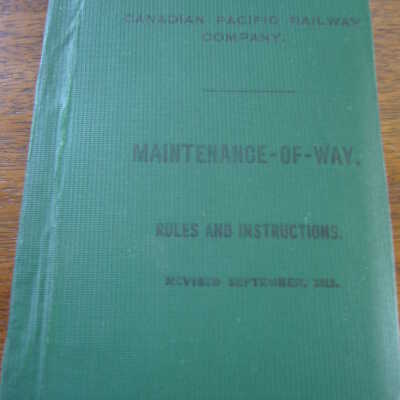 CANADIAN PACIFIC RAILWAY
COMPANY.
MAINTENANCE-OF-WAY.
RULES AND INSTRUCTIONS.
REVISED SEPTEMBER,